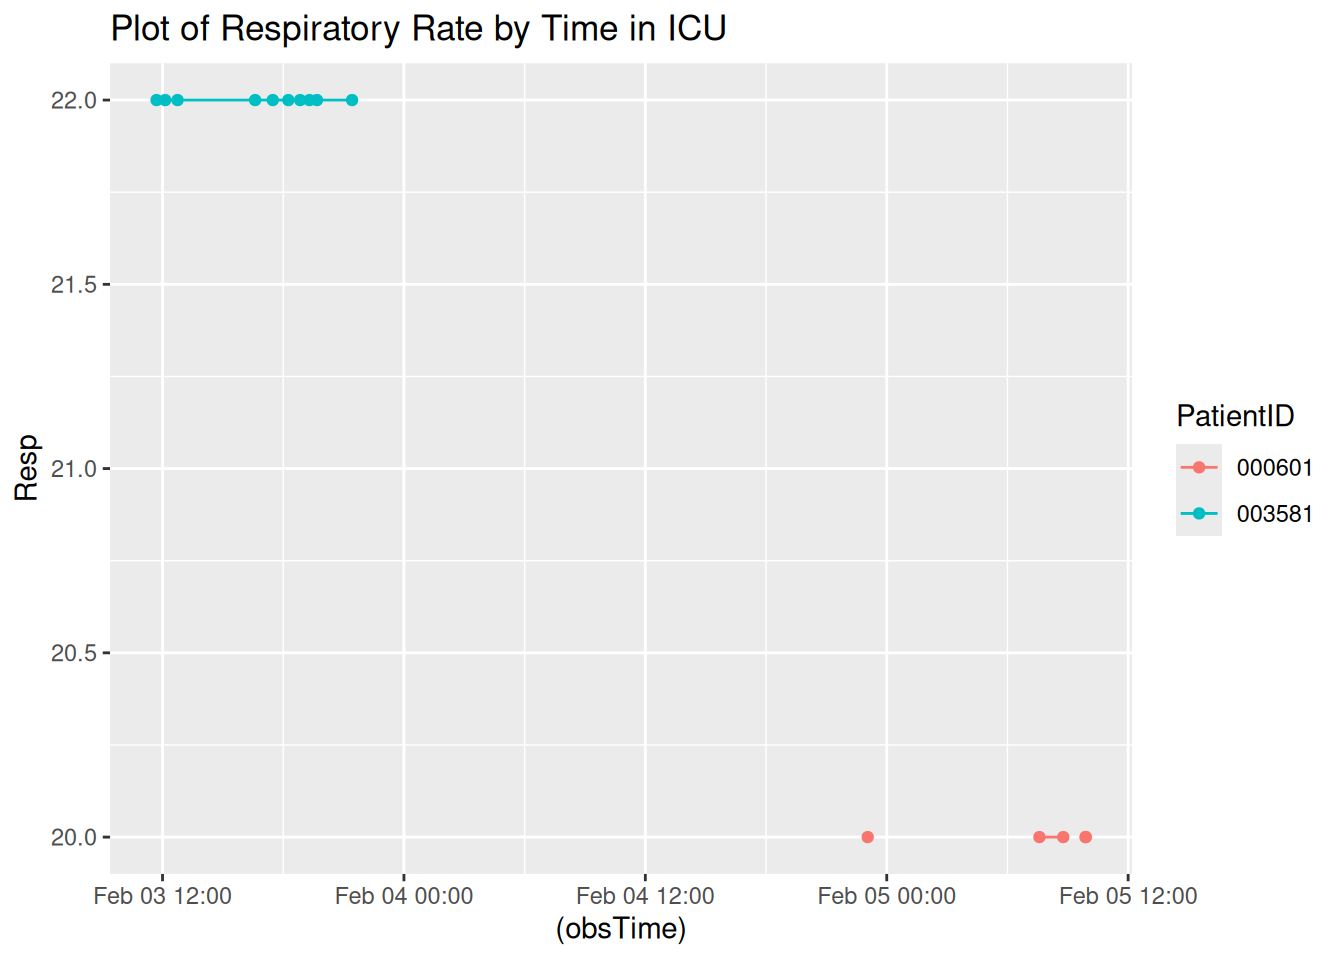 Plot of Respiratory Rate by Time in ICU
22.0
21.5
21.0
20.5
20.0
Resp
Feb 03 12:00
Feb 04 00:00
Feb 04 12:00
Feb 05 00:00
Feb 05 12:00
(obsTime)
PatientID
000601
003581